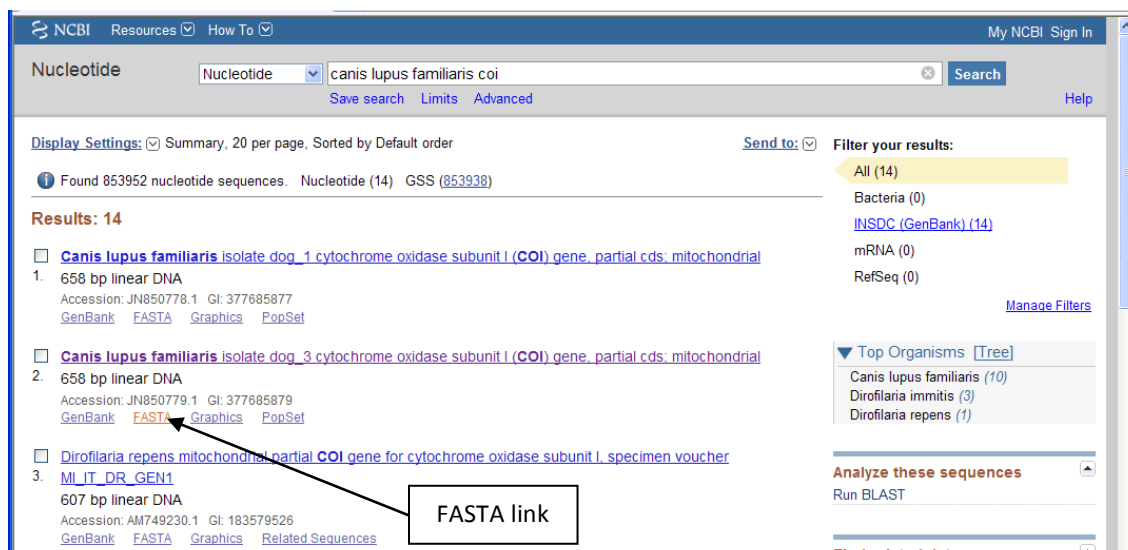 NCBI Resources How To My NCBI Sign In
Nucleotide Nucleotide canis lupus familiaris coi Search
Save search Limits Advanced Help
Display Settings: Summary, 20 per page, Sorted by Default order Send to:
Found 853952 nucleotide sequences. Nucleotide (14) GSS (853938)
Results: 14
Canis lupus familiaris isolate dog_1 cytochrome oxidase subunit I (COI) gene, partial cds; mitochondrial
1. 658 bp linear DNA
Accession: JN850778.1 GI: 377685877
GenBank FASTA Graphics PopSet
Canis lupus familiaris isolate dog_3 cytochrome oxidase subunit I (COI) gene, partial cds; mitochondrial
2. 658 bp linear DNA
Accession: JN850779.1 GI: 377685879
GenBank FASTA Graphics PopSet
Dirofilaria repens mitochondrial partial COI gene for cytochrome oxidase subunit I, specimen voucher
3. MI_IT_DR_GEN1
607 bp linear DNA
Accession: AM749230.1 GI: 183579526
GenBank FASTA Graphics Related Sequences
FASTA link
Filter your results:
All (14)
Bacteria (0)
INSDC (GenBank) (14)
mRNA (0)
RefSeq (0)
Manage Filters
Top Organisms [Tree]
Canis lupus familiaris (10)
Dirofilaria immitis (3)
Dirofilaria repens (1)
Analyze these sequences
Run BLAST